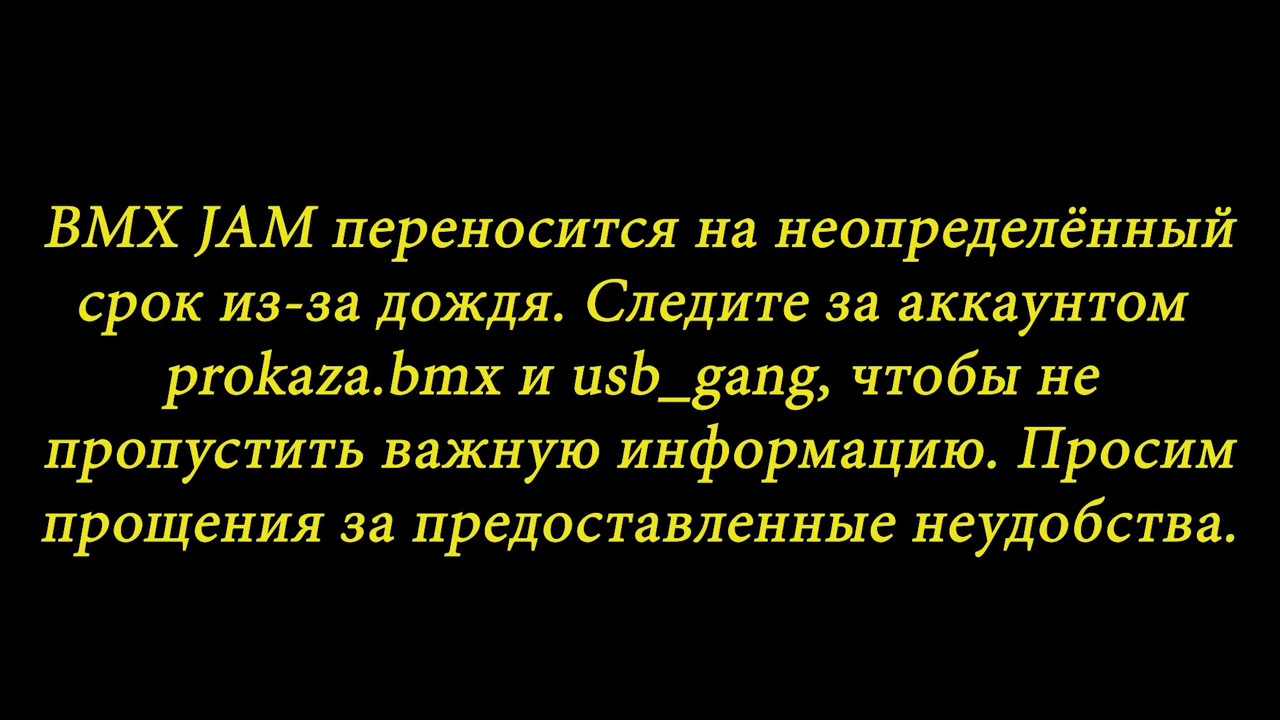 BMX JAM переносится на неопределённый
срок из-за дождя. Следите за аккаунтом
prokaza.bmx и usb_gang, чтобы не
пропустить важную информацию. Просим
прощения за предоставленные неудобства.